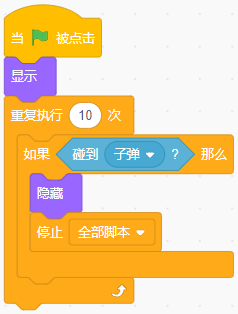 当 被点击
显示
重复执行 10 次
如果 碰到 子弹 ? 那么
隐藏
停止 全部脚本